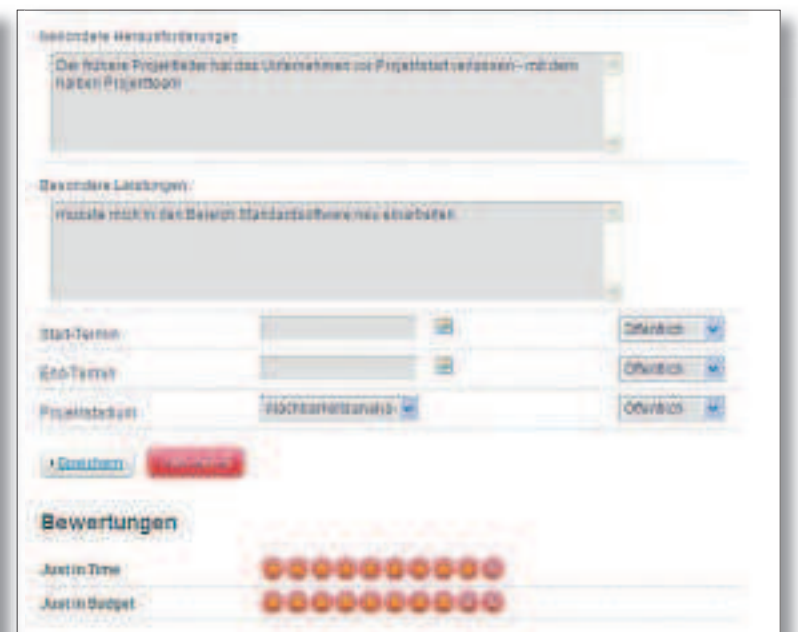 Besondere Herausforderungen
Der frühere Projektleiter hat das Unternehmen vor Projektstart verlassen - mit dem
halben Projektteam
Besondere Leistungen
musste mich in den Bereich Standardsoftware neu einarbeiten
Start-Termin Öffentlich
End-Termin Öffentlich
Projektstadium Machbarkeitsanalyse Öffentlich
Speichern
Bewertungen
Just in Time
Just in Budget